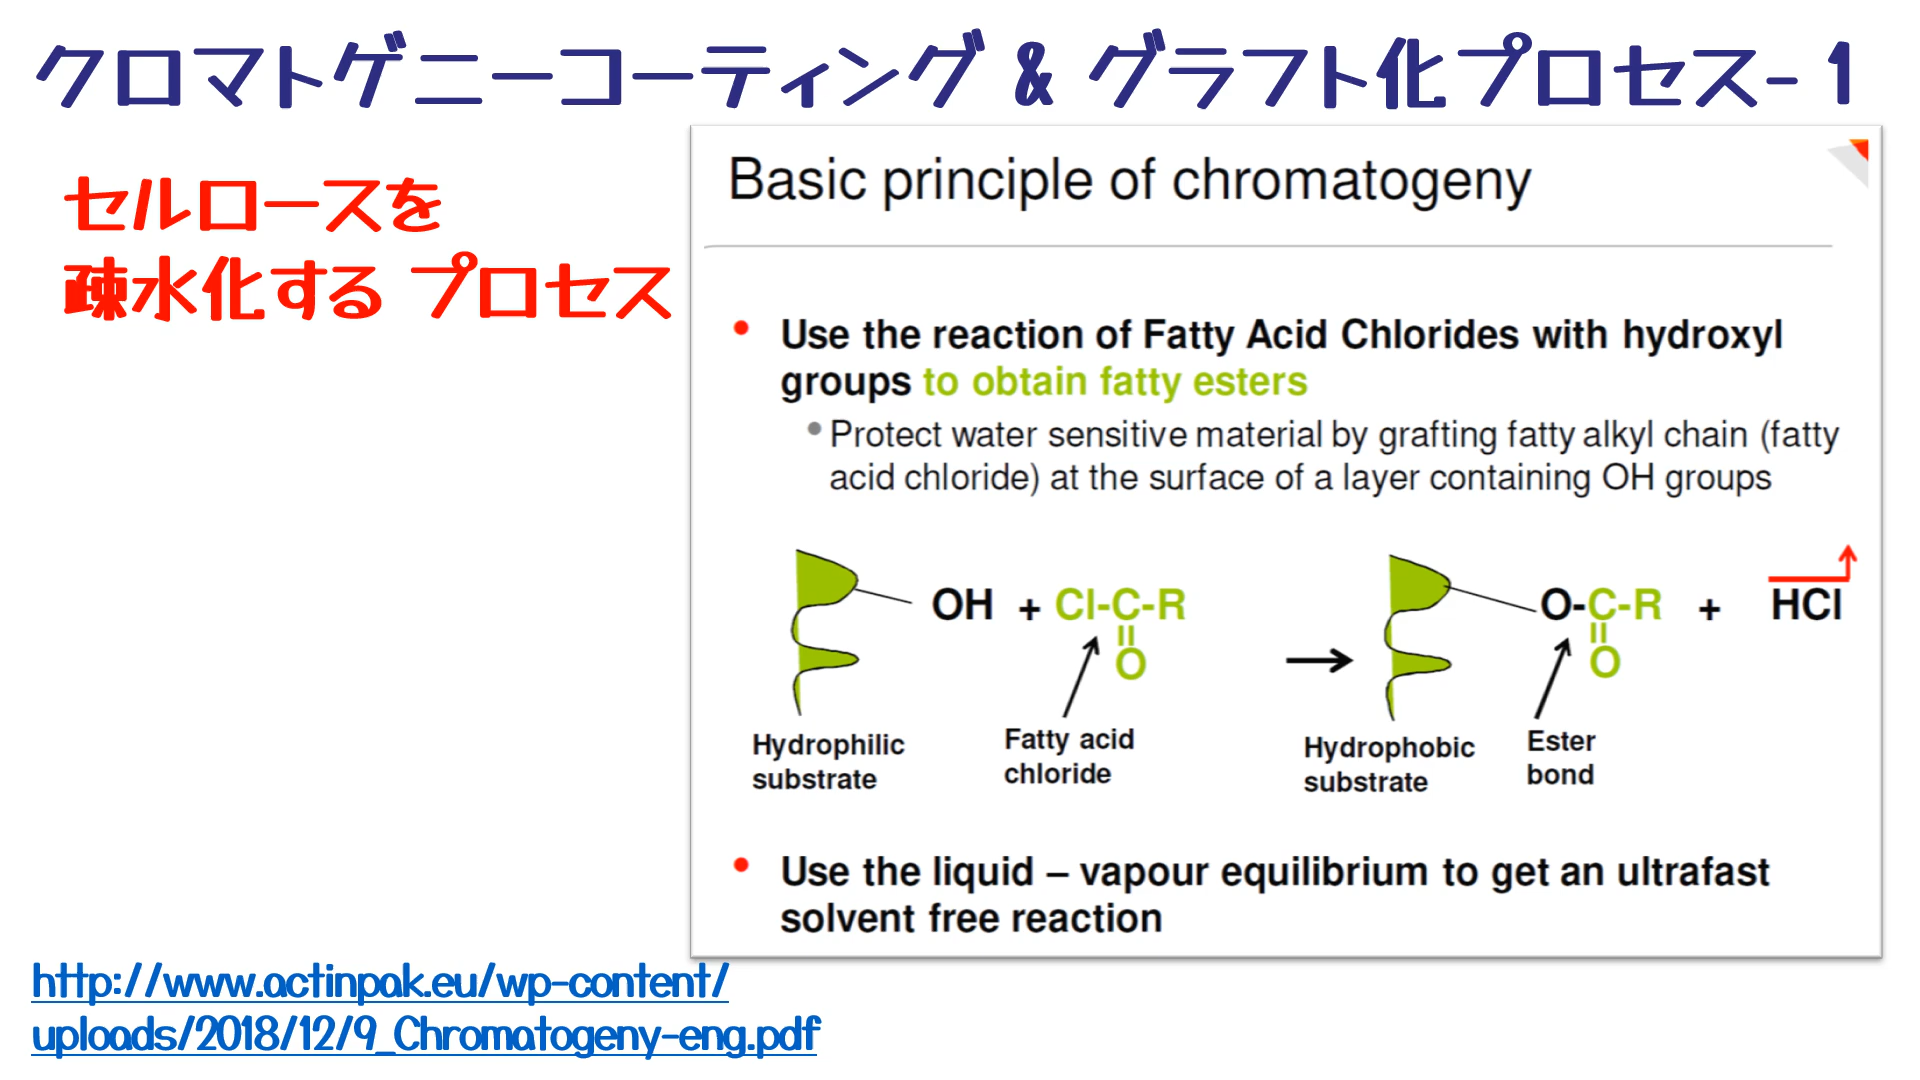 クロマトゲニーコーティング & グラフト化プロセス- 1
セルロースを
疎水化する プロセス
Basic principle of chromatogeny
• Use the reaction of Fatty Acid Chlorides with hydroxyl
groups to obtain fatty esters
• Protect water sensitive material by grafting fatty alkyl chain (fatty
acid chloride) at the surface of a layer containing OH groups
OH + Cl-C-R
O
O-C-R + HCl
O
Hydrophilic
substrate
Fatty acid
chloride
Hydrophobic
substrate
Ester
bond
• Use the liquid – vapour equilibrium to get an ultrafast
solvent free reaction
http://www.actinpak.eu/wp-content/
uploads/2018/12/9_Chromatogeny-eng.pdf